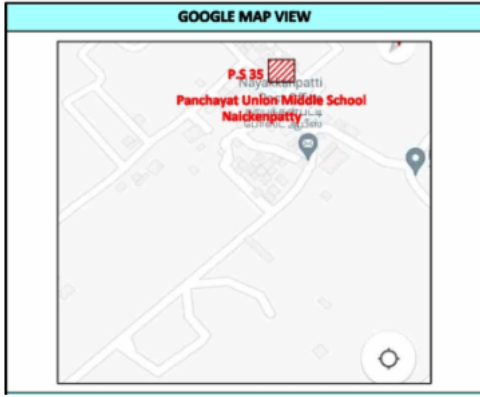 GOOGLE MAP VIEW
P.S 35
Nayakkanpatti
Panchayat Union Middle School
Naickenpatty